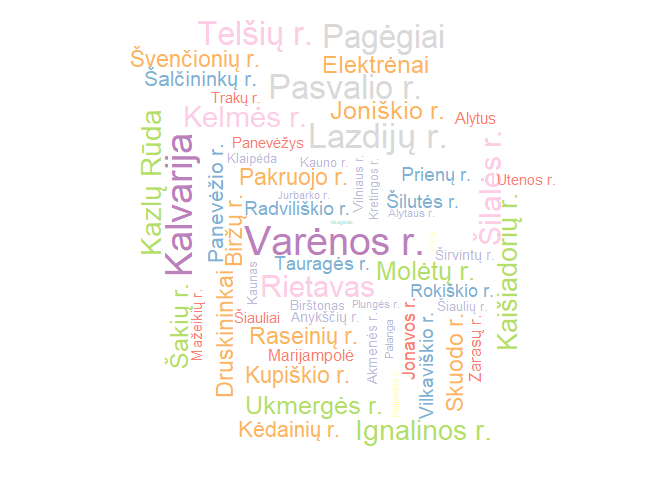 Telšių r.
Pagėgiai
Švenčionių r.
Elektrėnai
Šalčininkų r.
Pasvalio r.
Trakų r.
Joniškio r.
Kelmės r.
Alytus
Lazdijų r.
Kazlų Rūda
Kalvarija
Panevėžys
Panevėžio r.
Klaipėda
Kauno r.
Vilniaus r.
Kretingos r.
Prienų r.
Šilalės r.
Utenos r.
Pakruojo r.
Jurbarko r.
Šilutės r.
Biržų r.
Radviliškio r.
Alytaus r.
Kaišiadorių r.
Varėnos r.
Širvintų r.
Kaunas
Tauragės r.
Molėtų r.
Druskininkai
Rietavas
Rokiškio r.
Šakių r.
Mažeikių r.
Birštonas
Plungės r.
Šiaulių r.
Šiauliai
Anykščių r.
Akmenės r.
Palanga
Jonavos r.
Vilkaviškio r.
Skuodo r.
Zarasų r.
Raseinių r.
Marijampolė
Kupiškio r.
Ukmergės r.
Kėdainių r.
Ignalinos r.